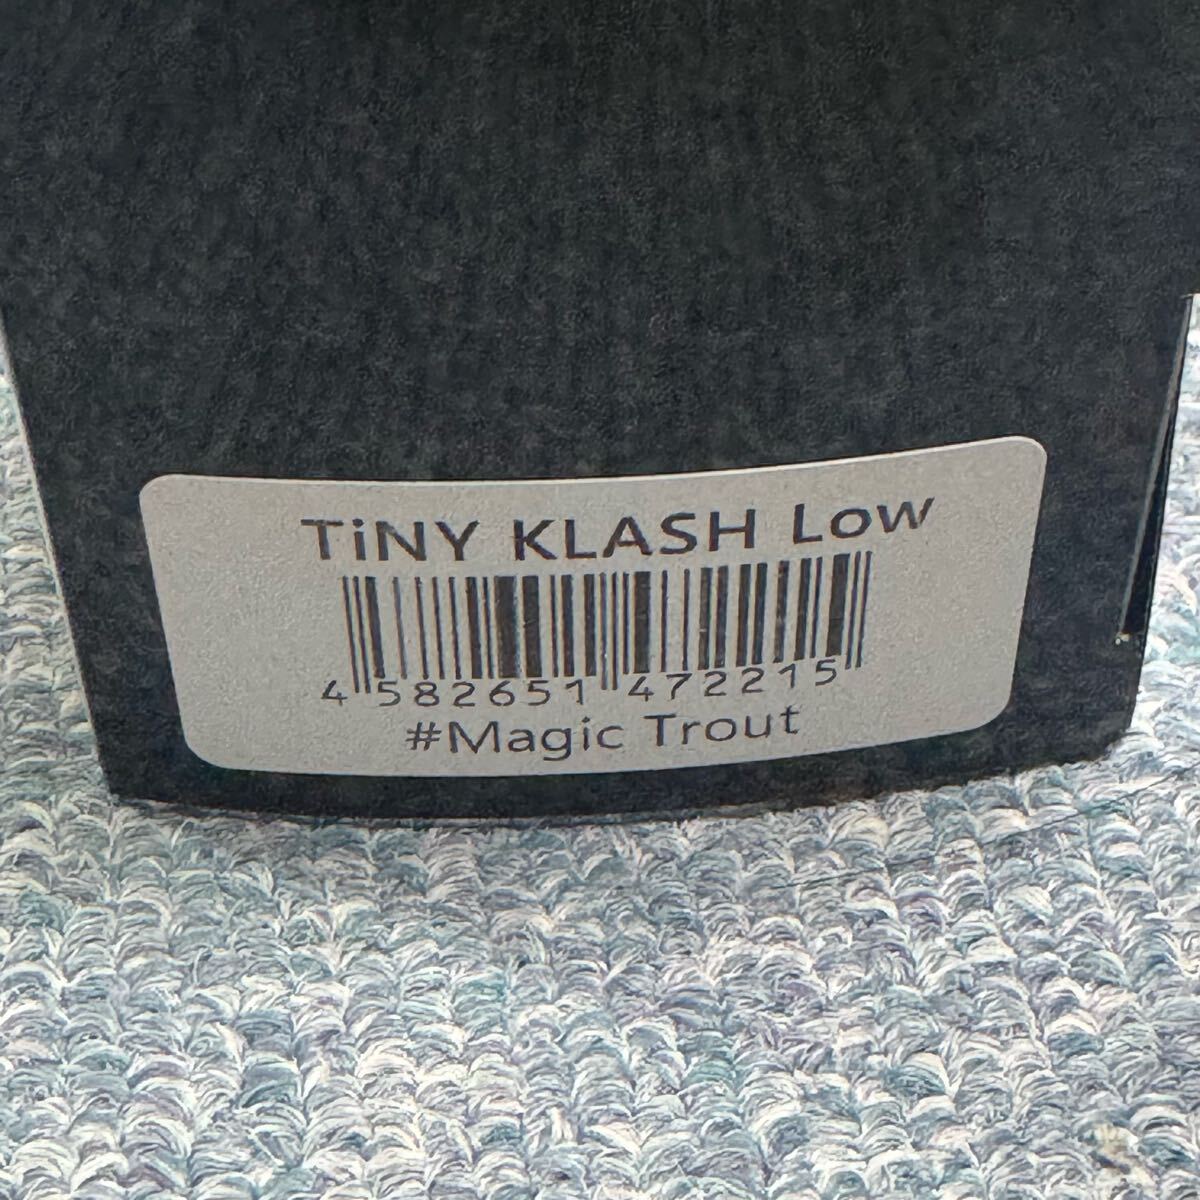 TiNY KLASH Low
4 582651 472215
#Magic Trout